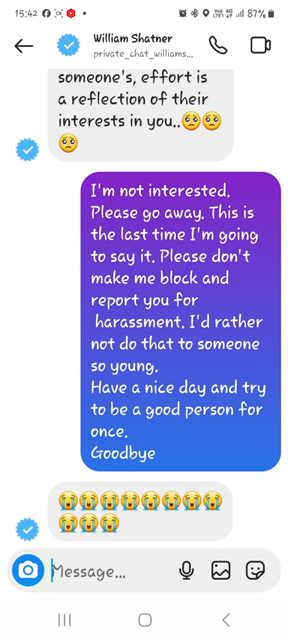 15:42 87%
William Shatner
private_chat_williams...
someone's, effort is
a reflection of their
interests in you..🥺🥺
🥺
I'm not interested.
Please go away. This is
the last time I'm going
to say it. Please don't
make me block and
report you for
harassment. I'd rather
not do that to someone
so young.
Have a nice day and try
to be a good person for
once.
Goodbye
😭😭😭😭😭😭😭😭
😭😭😭
Message...